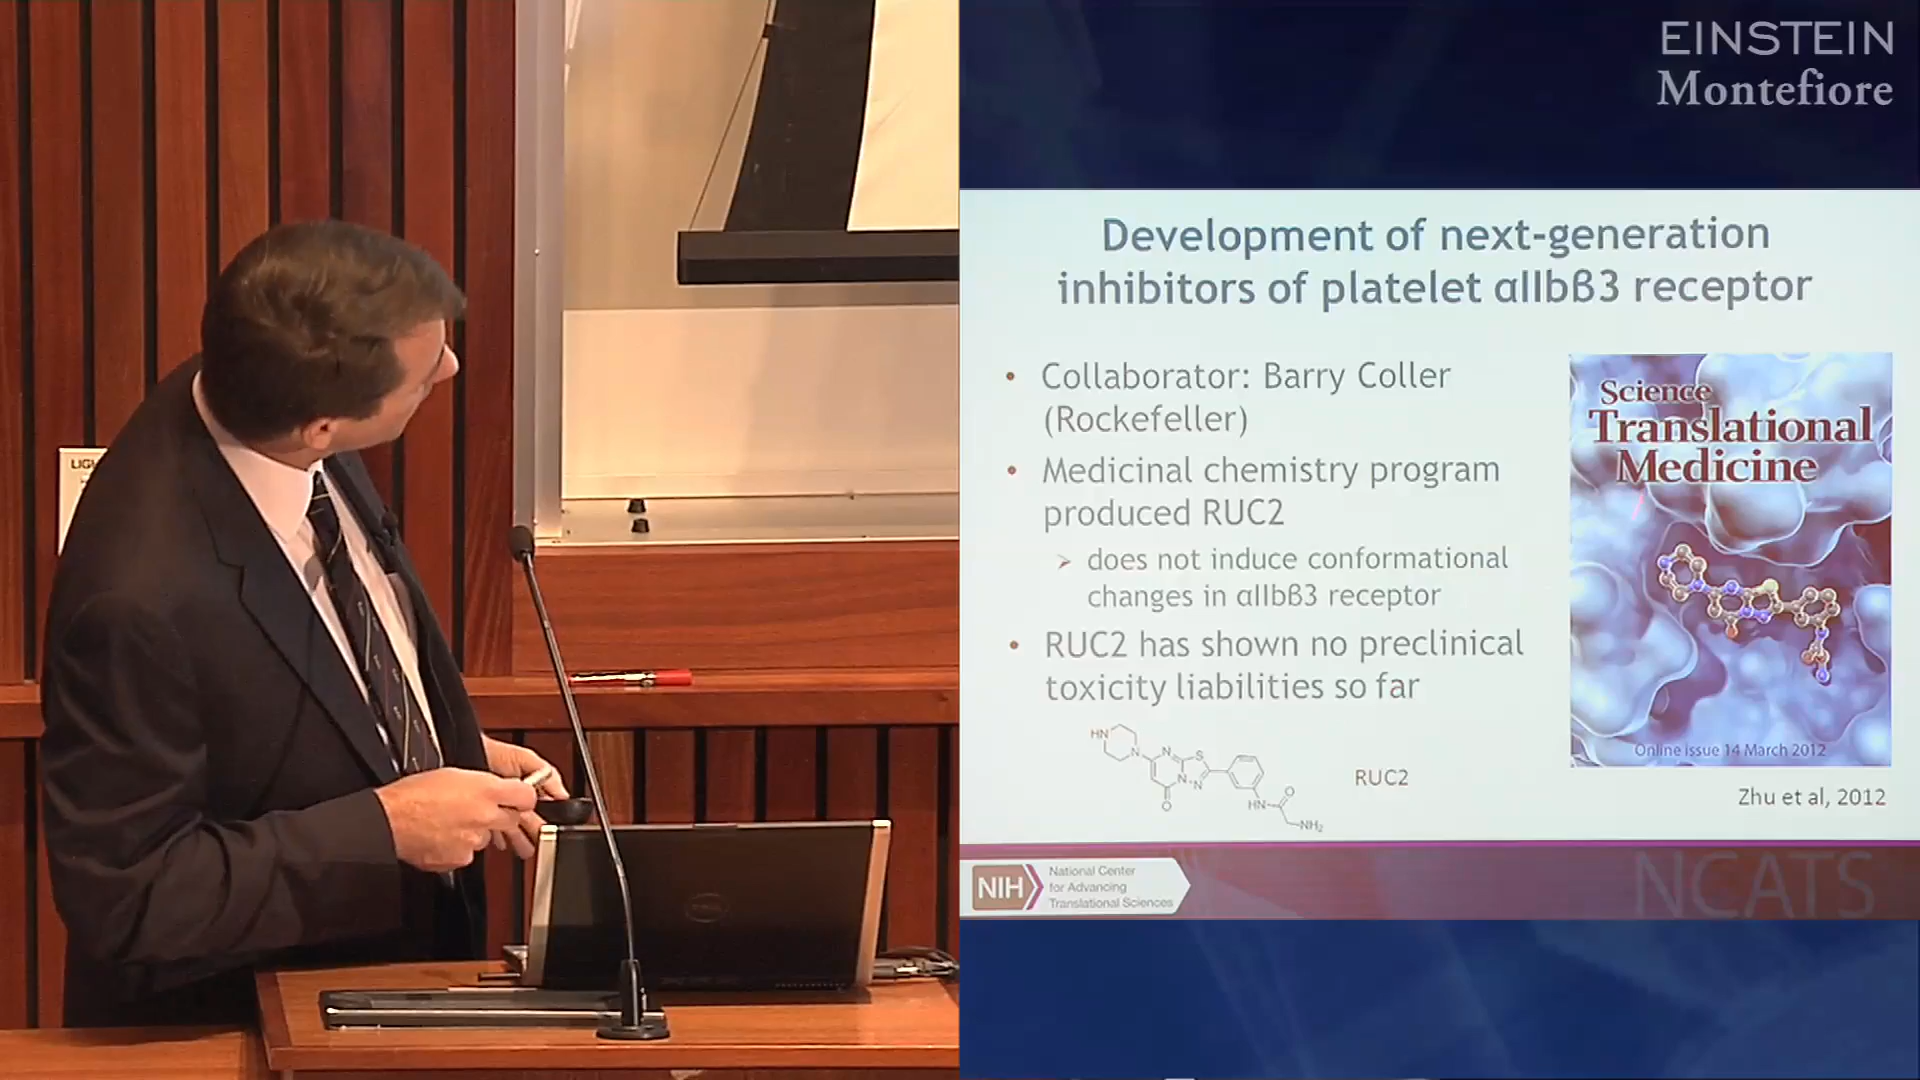 EINSTEIN
Montefiore
Development of next-generation
inhibitors of platelet αIIbβ3 receptor
• Collaborator: Barry Coller
(Rockefeller)
• Medicinal chemistry program
produced RUC2
➢ does not induce conformational
changes in αIIbβ3 receptor
• RUC2 has shown no preclinical
toxicity liabilities so far
Science
Translational
Medicine
Online issue 14 March 2012
Zhu et al, 2012
HN
N
N
S
N
N
O
HN
O
NH₂
RUC2
NIH
National Center
for Advancing
Translational Sciences
NCATS
DELL